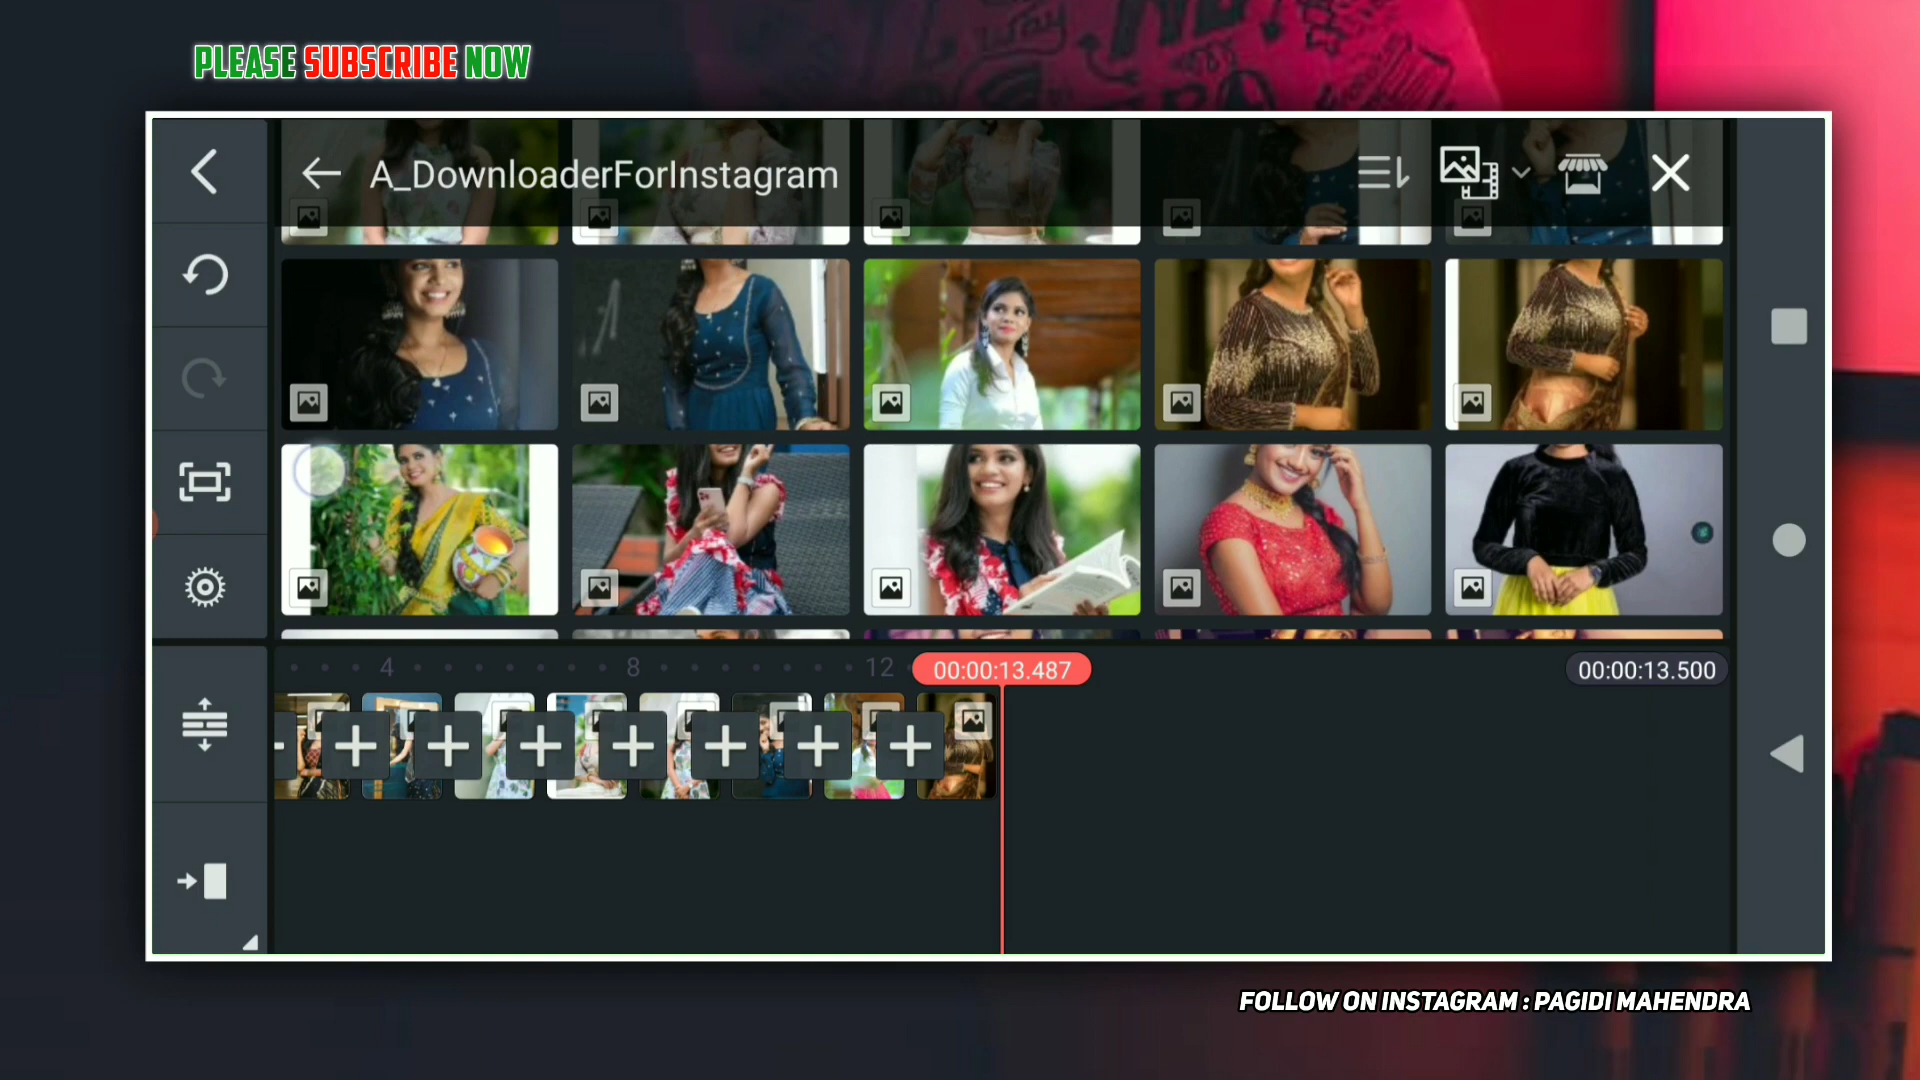 PLEASE SUBSCRIBE NOW
A_DownloaderForInstagram
4 8 12 00:00:13.487 00:00:13.500
FOLLOW ON INSTAGRAM : PAGIDI MAHENDRA